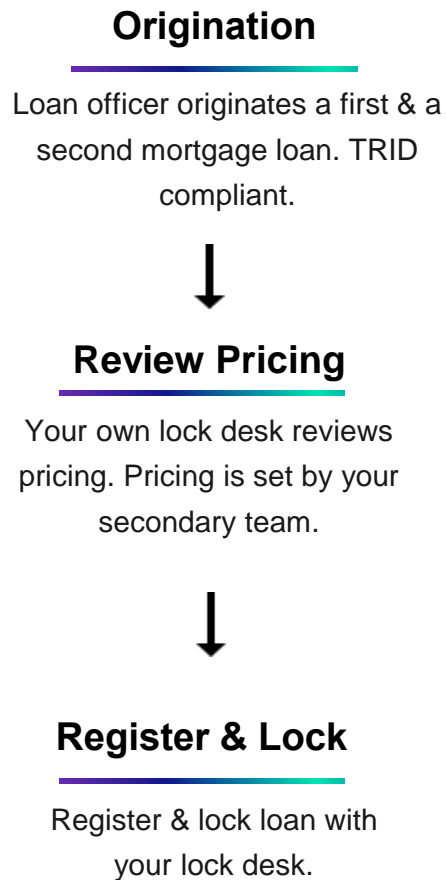 Origination
Loan officer originates a first & a
second mortgage loan. TRID
compliant.
Review Pricing
Your own lock desk reviews
pricing. Pricing is set by your
secondary team.
Register & Lock
Register & lock loan with
your lock desk.